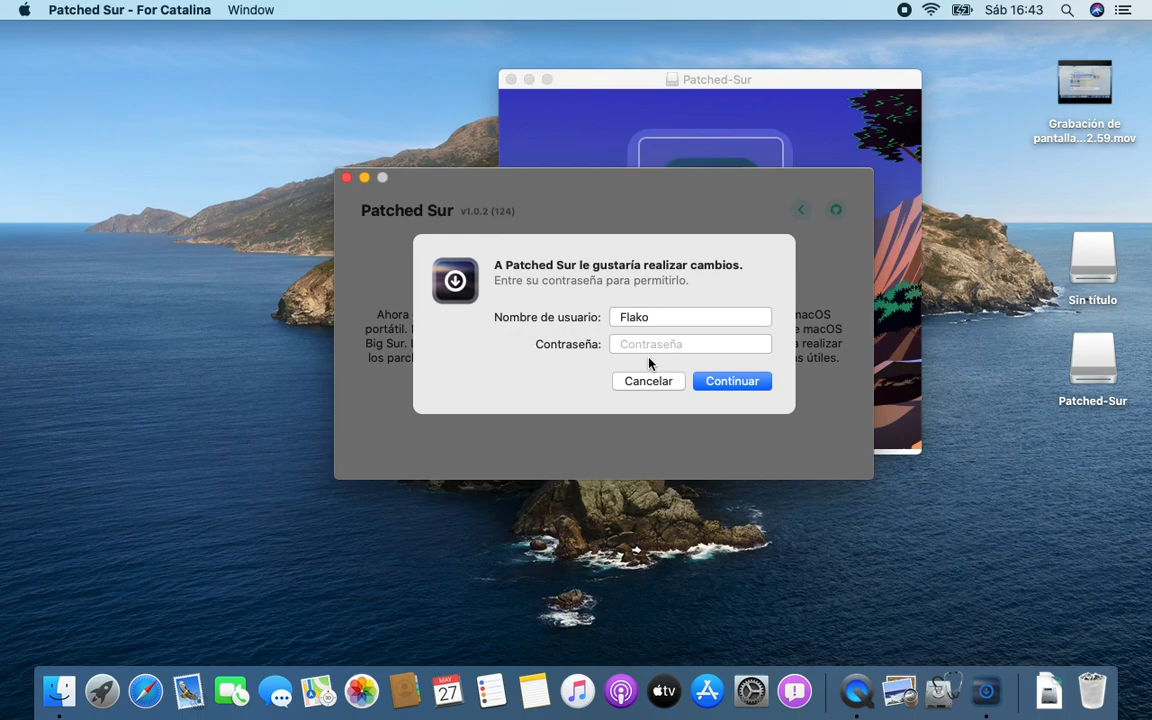 Patched Sur - For Catalina Window Sáb 16:43
Patched-Sur
Grabación de
pantalla...2.59.mov
Patched Sur v1.0.2 (124)
A Patched Sur le gustaría realizar cambios.
Entre su contraseña para permitirlo.
Sin título
Ahora macOS
Nombre de usuario: Flako
portátil. e macOS
Big Sur. a realizar
Contraseña: Contraseña
los parc s útiles.
Cancelar Continuar
Patched-Sur
MAY
27
tv